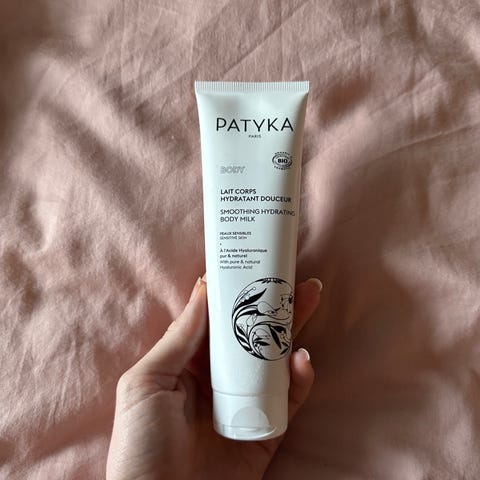 PATYKA
PARIS
BIO
BODY
LAIT CORPS
HYDRATANT DOUCEUR
SMOOTHING HYDRATING
BODY MILK
PEAUX SENSIBLES
SENSITIVE SKIN
À l'Acide Hyaluronique
pur & naturel
With pure & natural
Hyaluronic Acid